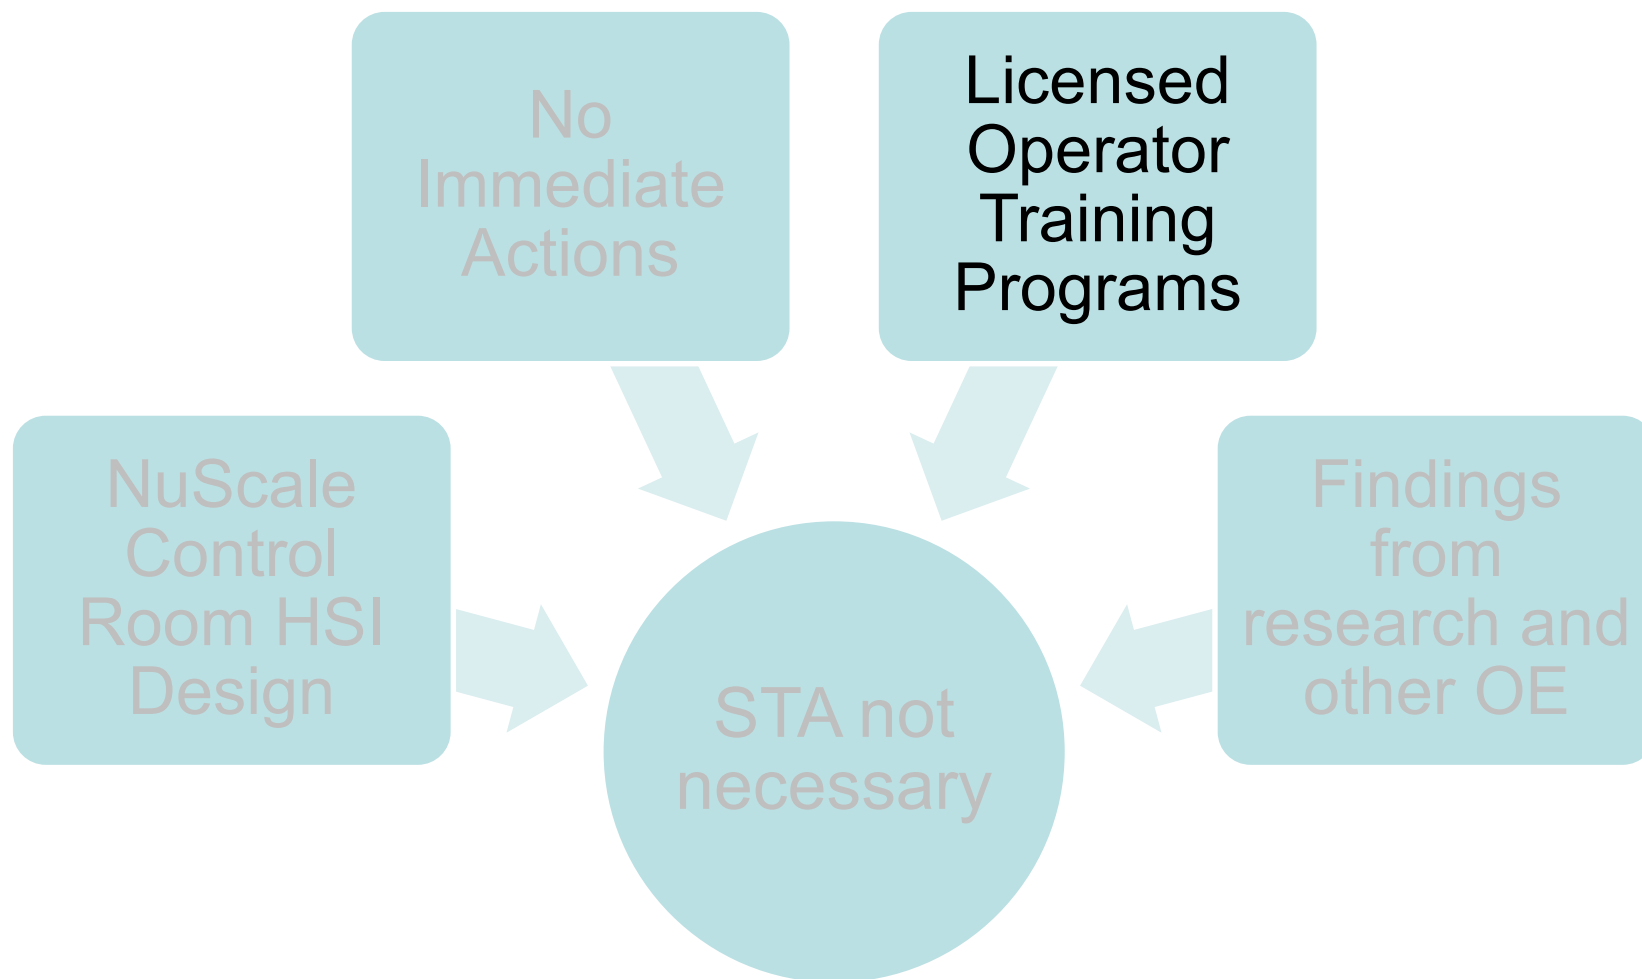 No
Immediate
Actions
Licensed
Operator
Training
Programs
NuScale
Control
Room HSI
Design
Findings
from
research and
other OE
STA not
necessary